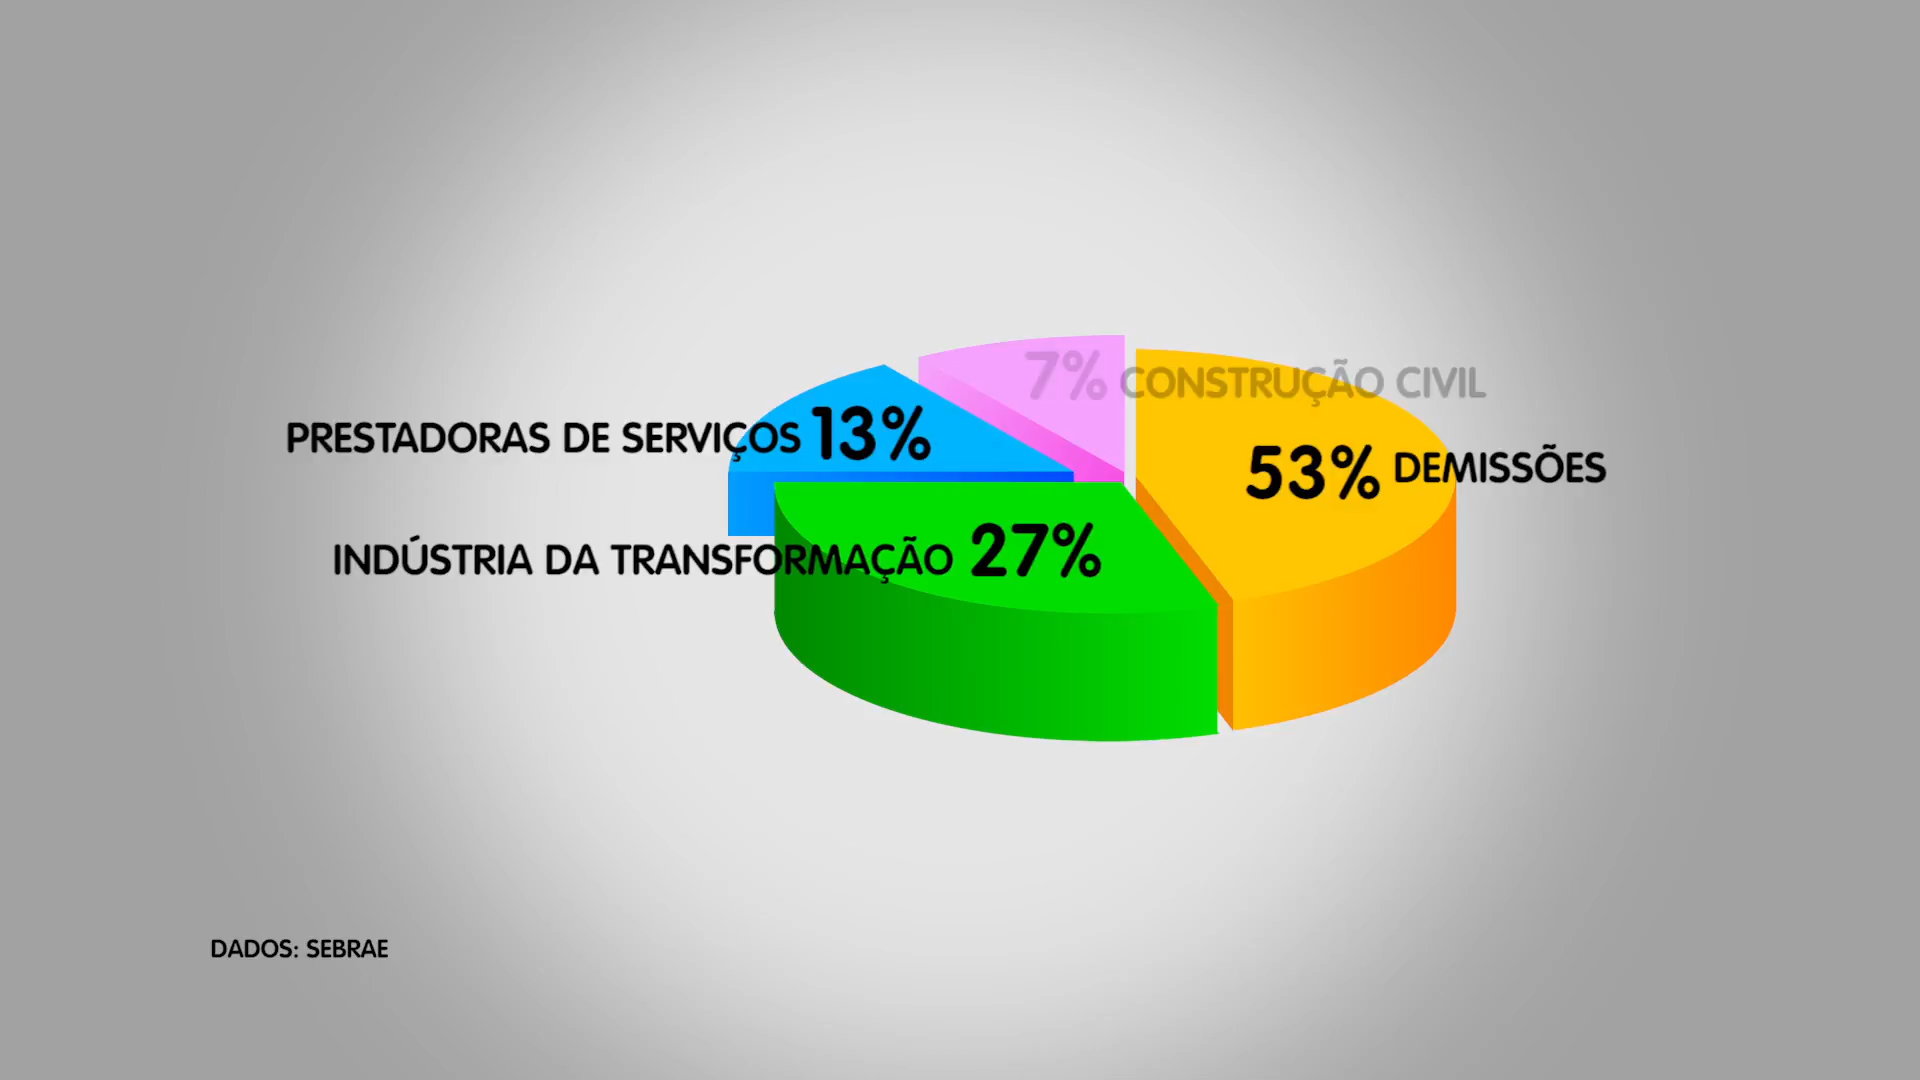 7% CONSTRUÇÃO CIVIL
PRESTADORAS DE SERVIÇOS 13%
53% DEMISSÕES
INDÚSTRIA DA TRANSFORMAÇÃO 27%
DADOS: SEBRAE